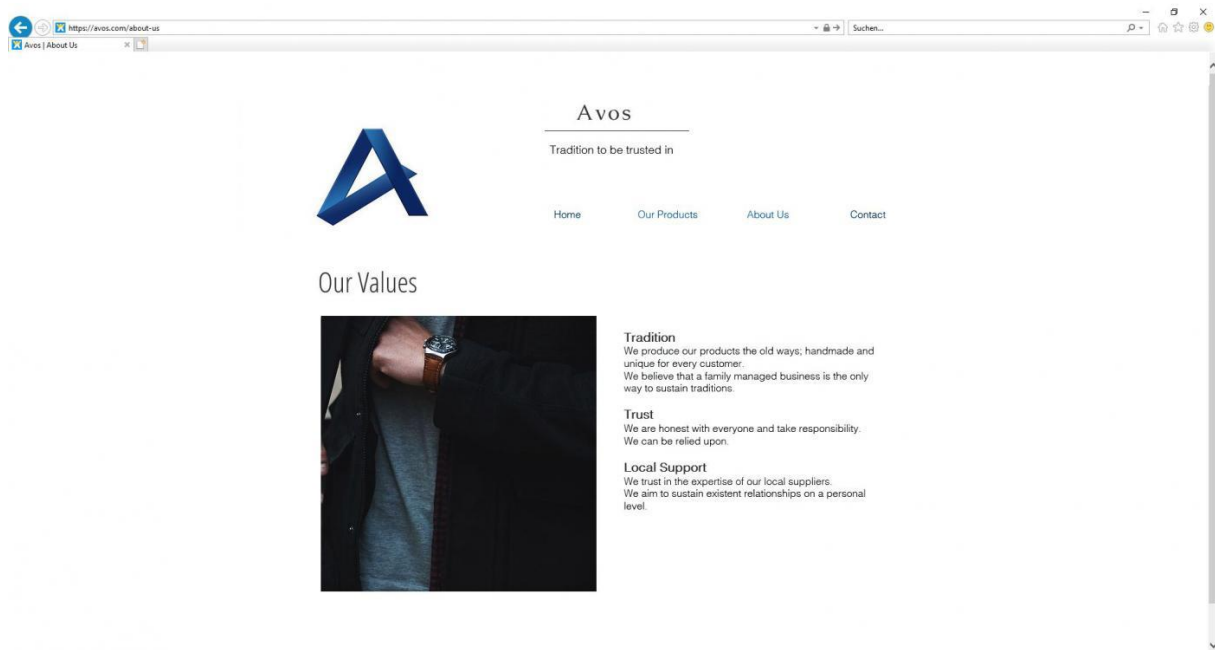 https://avos.com/about-us
Suchen...
Avos | About Us
Avos
Tradition to be trusted in
Home Our Products About Us Contact
Our Values
Tradition
We produce our products the old ways; handmade and
unique for every customer.
We believe that a family managed business is the only
way to sustain traditions.
Trust
We are honest with everyone and take responsibility.
We can be relied upon.
Local Support
We trust in the expertise of our local suppliers.
We aim to sustain existent relationships on a personal
level.